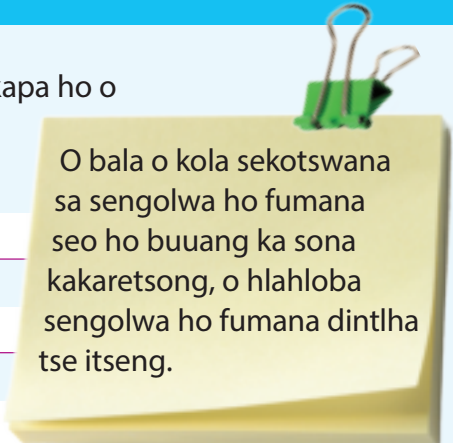 kapa ho o
O bala o kola sekotswana
sa sengolwa ho fumana
seo ho buuang ka sona
kakaretsong, o hlahloba
sengolwa ho fumana dintlha
tse itseng.